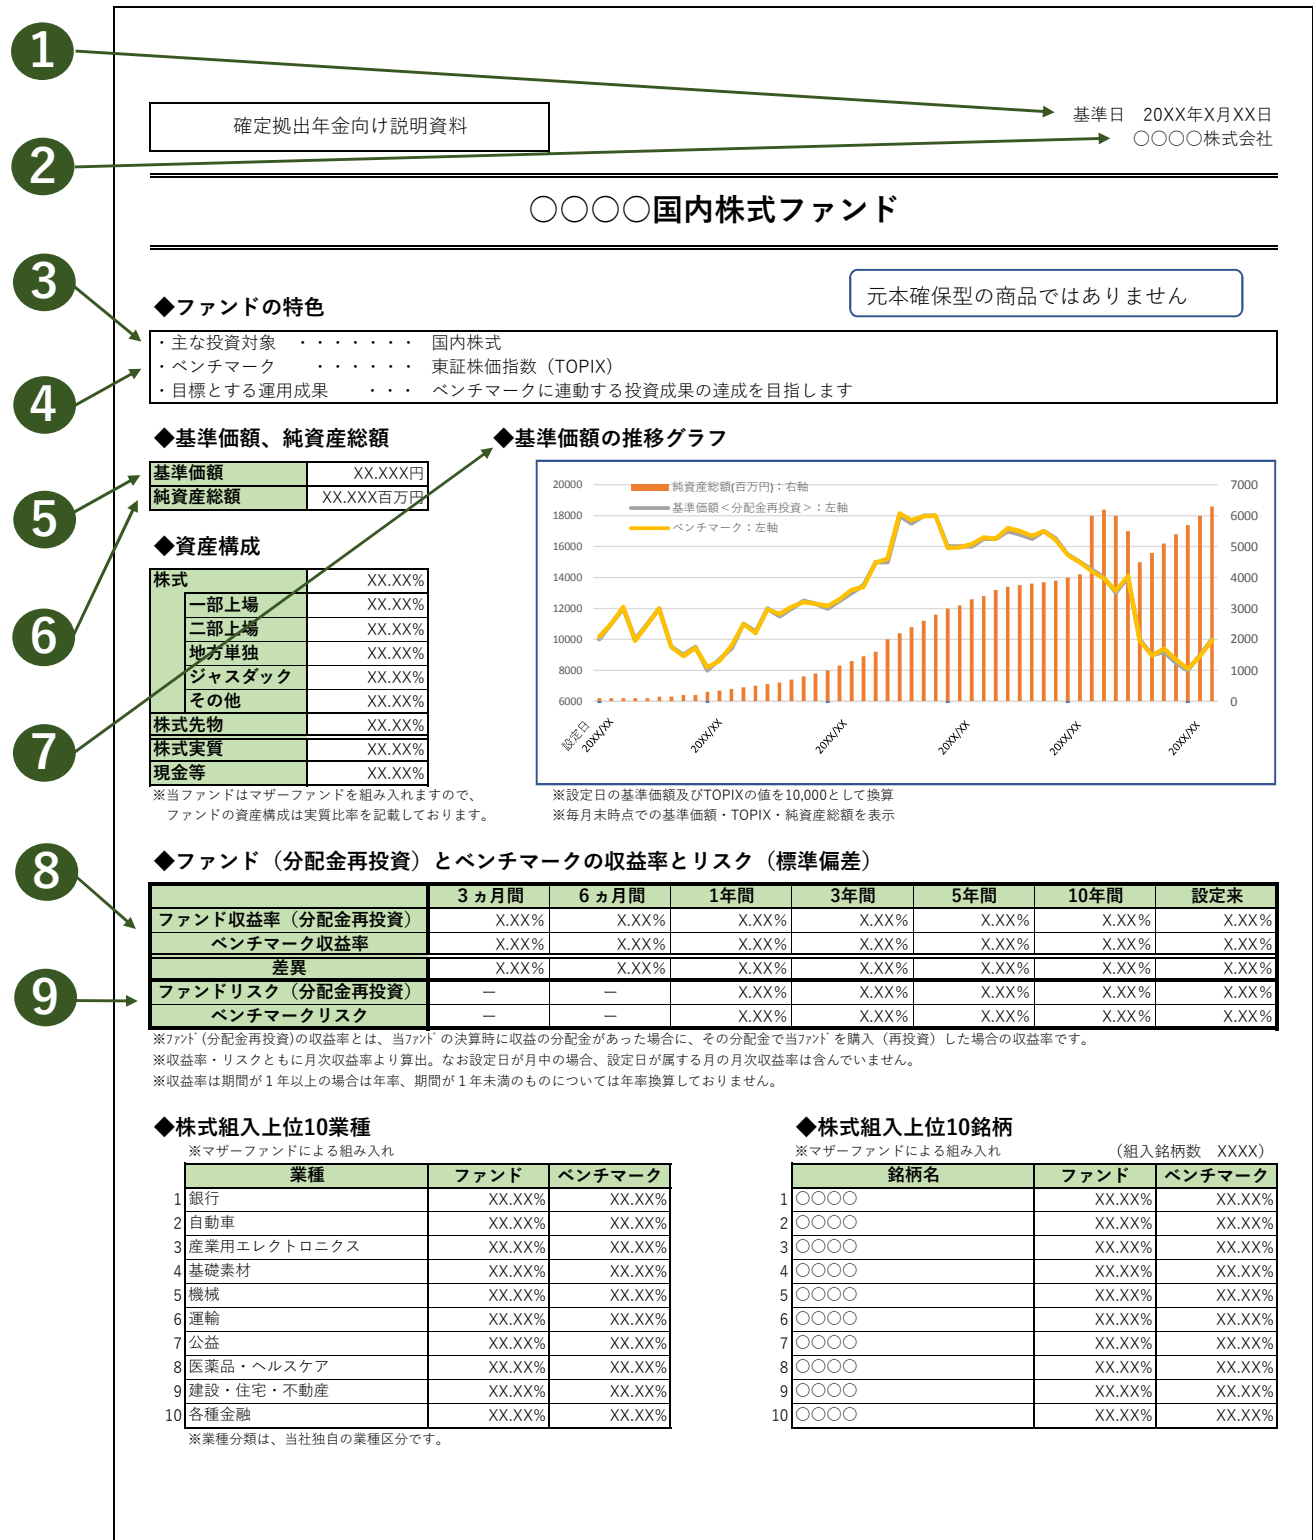 1
基準日　20XX年X月XX日
確定拠出年金向け説明資料
2
〇〇〇〇株式会社
〇〇〇〇国内株式ファンド
3
元本確保型の商品ではありません
◆ファンドの特色
・主な投資対象　・・・・・・・　国内株式
・ベンチマーク　　・・・・・・　東証株価指数（TOPIX）
・目標とする運用成果　　・・・　ベンチマークに連動する投資成果の達成を目指します
4
◆基準価額、純資産総額
基準価額　XX.XXX円
純資産総額　XX.XXX百万円
5
◆資産構成
株式　XX.XX%
一部上場　XX.XX%
二部上場　XX.XX%
地方単独　XX.XX%
ジャスダック　XX.XX%
その他　XX.XX%
株式先物　XX.XX%
株式実質　XX.XX%
現金等　XX.XX%
6
7
※当ファンドはマザーファンドを組み入れますので、
ファンドの資産構成は実質比率を記載しております。
◆基準価額の推移グラフ
純資産総額(百万円)：右軸
基準価額＜分配金再投資＞：左軸
ベンチマーク：左軸
20000
18000
16000
14000
12000
10000
8000
6000
7000
6000
5000
4000
3000
2000
1000
0
設定日
20XX/XX
20XX/XX
20XX/XX
20XX/XX
20XX/XX
20XX/XX
※設定日の基準価額及びTOPIXの値を10,000として換算
※毎月末時点での基準価額・TOPIX・純資産総額を表示
8
◆ファンド（分配金再投資）とベンチマークの収益率とリスク（標準偏差）
３ヵ月間　６ヵ月間　1年間　3年間　5年間　10年間　設定来
ファンド収益率（分配金再投資）　X.XX%　X.XX%　X.XX%　X.XX%　X.XX%　X.XX%　X.XX%
ベンチマーク収益率　X.XX%　X.XX%　X.XX%　X.XX%　X.XX%　X.XX%　X.XX%
差異　X.XX%　X.XX%　X.XX%　X.XX%　X.XX%　X.XX%　X.XX%
9
ファンドリスク（分配金再投資）　―　―　X.XX%　X.XX%　X.XX%　X.XX%　X.XX%
ベンチマークリスク　―　―　X.XX%　X.XX%　X.XX%　X.XX%　X.XX%
※ﾌｧﾝﾄﾞ(分配金再投資)の収益率とは、当ﾌｧﾝﾄﾞの決算時に収益の分配金があった場合に、その分配金で当ﾌｧﾝﾄﾞを購入（再投資）した場合の収益率です。
※収益率・リスクともに月次収益率より算出。なお設定日が月中の場合、設定日が属する月の月次収益率は含んでいません。
※収益率は期間が１年以上の場合は年率、期間が１年未満のものについては年率換算しておりません。
◆株式組入上位10業種
※マザーファンドによる組み入れ
業種　ファンド　ベンチマーク
1　銀行　XX.XX%　XX.XX%
2　自動車　XX.XX%　XX.XX%
3　産業用エレクトロニクス　XX.XX%　XX.XX%
4　基礎素材　XX.XX%　XX.XX%
5　機械　XX.XX%　XX.XX%
6　運輸　XX.XX%　XX.XX%
7　公益　XX.XX%　XX.XX%
8　医薬品・ヘルスケア　XX.XX%　XX.XX%
9　建設・住宅・不動産　XX.XX%　XX.XX%
10　各種金融　XX.XX%　XX.XX%
※業種分類は、当社独自の業種区分です。
◆株式組入上位10銘柄
※マザーファンドによる組み入れ　（組入銘柄数　XXXX）
銘柄名　ファンド　ベンチマーク
1　〇〇〇〇　XX.XX%　XX.XX%
2　〇〇〇〇　XX.XX%　XX.XX%
3　〇〇〇〇　XX.XX%　XX.XX%
4　〇〇〇〇　XX.XX%　XX.XX%
5　〇〇〇〇　XX.XX%　XX.XX%
6　〇〇〇〇　XX.XX%　XX.XX%
7　〇〇〇〇　XX.XX%　XX.XX%
8　〇〇〇〇　XX.XX%　XX.XX%
9　〇〇〇〇　XX.XX%　XX.XX%
10　〇〇〇〇　XX.XX%　XX.XX%